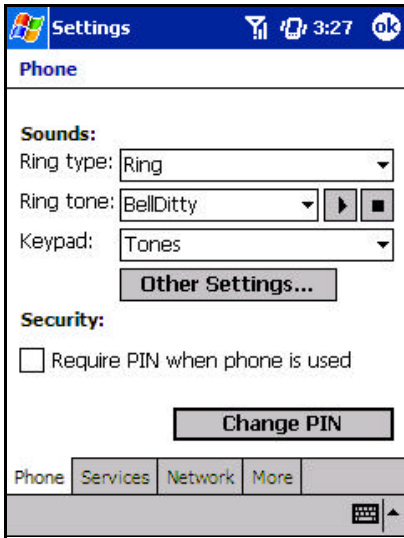 Settings 3:27 ok
Phone
Sounds:
Ring type: Ring
Ring tone: BellDitty
Keypad: Tones
Other Settings...
Security:
Require PIN when phone is used
Change PIN
Phone Services Network More